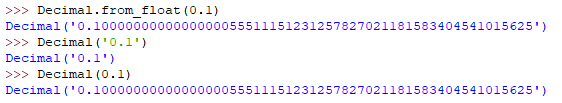 >>> Decimal.from_float(0.1)
Decimal('0.1000000000000000055511151231257827021181583404541015625')
>>> Decimal('0.1')
Decimal('0.1')
>>> Decimal(0.1)
Decimal('0.1000000000000000055511151231257827021181583404541015625')